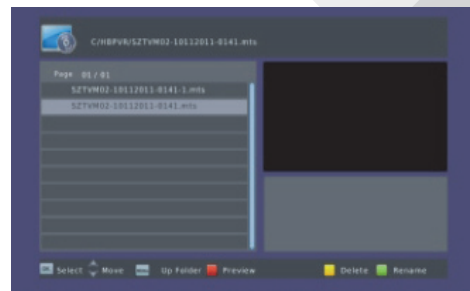 C/HBPVR/SZTVM02-10112011-0141.mts
Page 01/01
SZTVM02-10112011-0141-1.mts
SZTVM02-10112011-0141.mts
Select Move Up Folder Preview Delete Rename